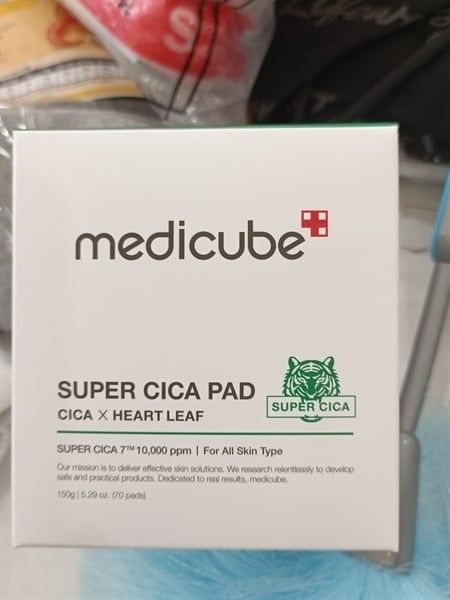 medicube
SUPER CICA PAD
CICA X HEART LEAF
SUPER CICA
SUPER CICA 7™ 10,000 ppm | For All Skin Type
Our mission is to deliver effective skin solutions. We research relentlessly to develop
safe and practical products. Dedicated to real results, medicube.
150g | 5.29 oz. (70 pads)